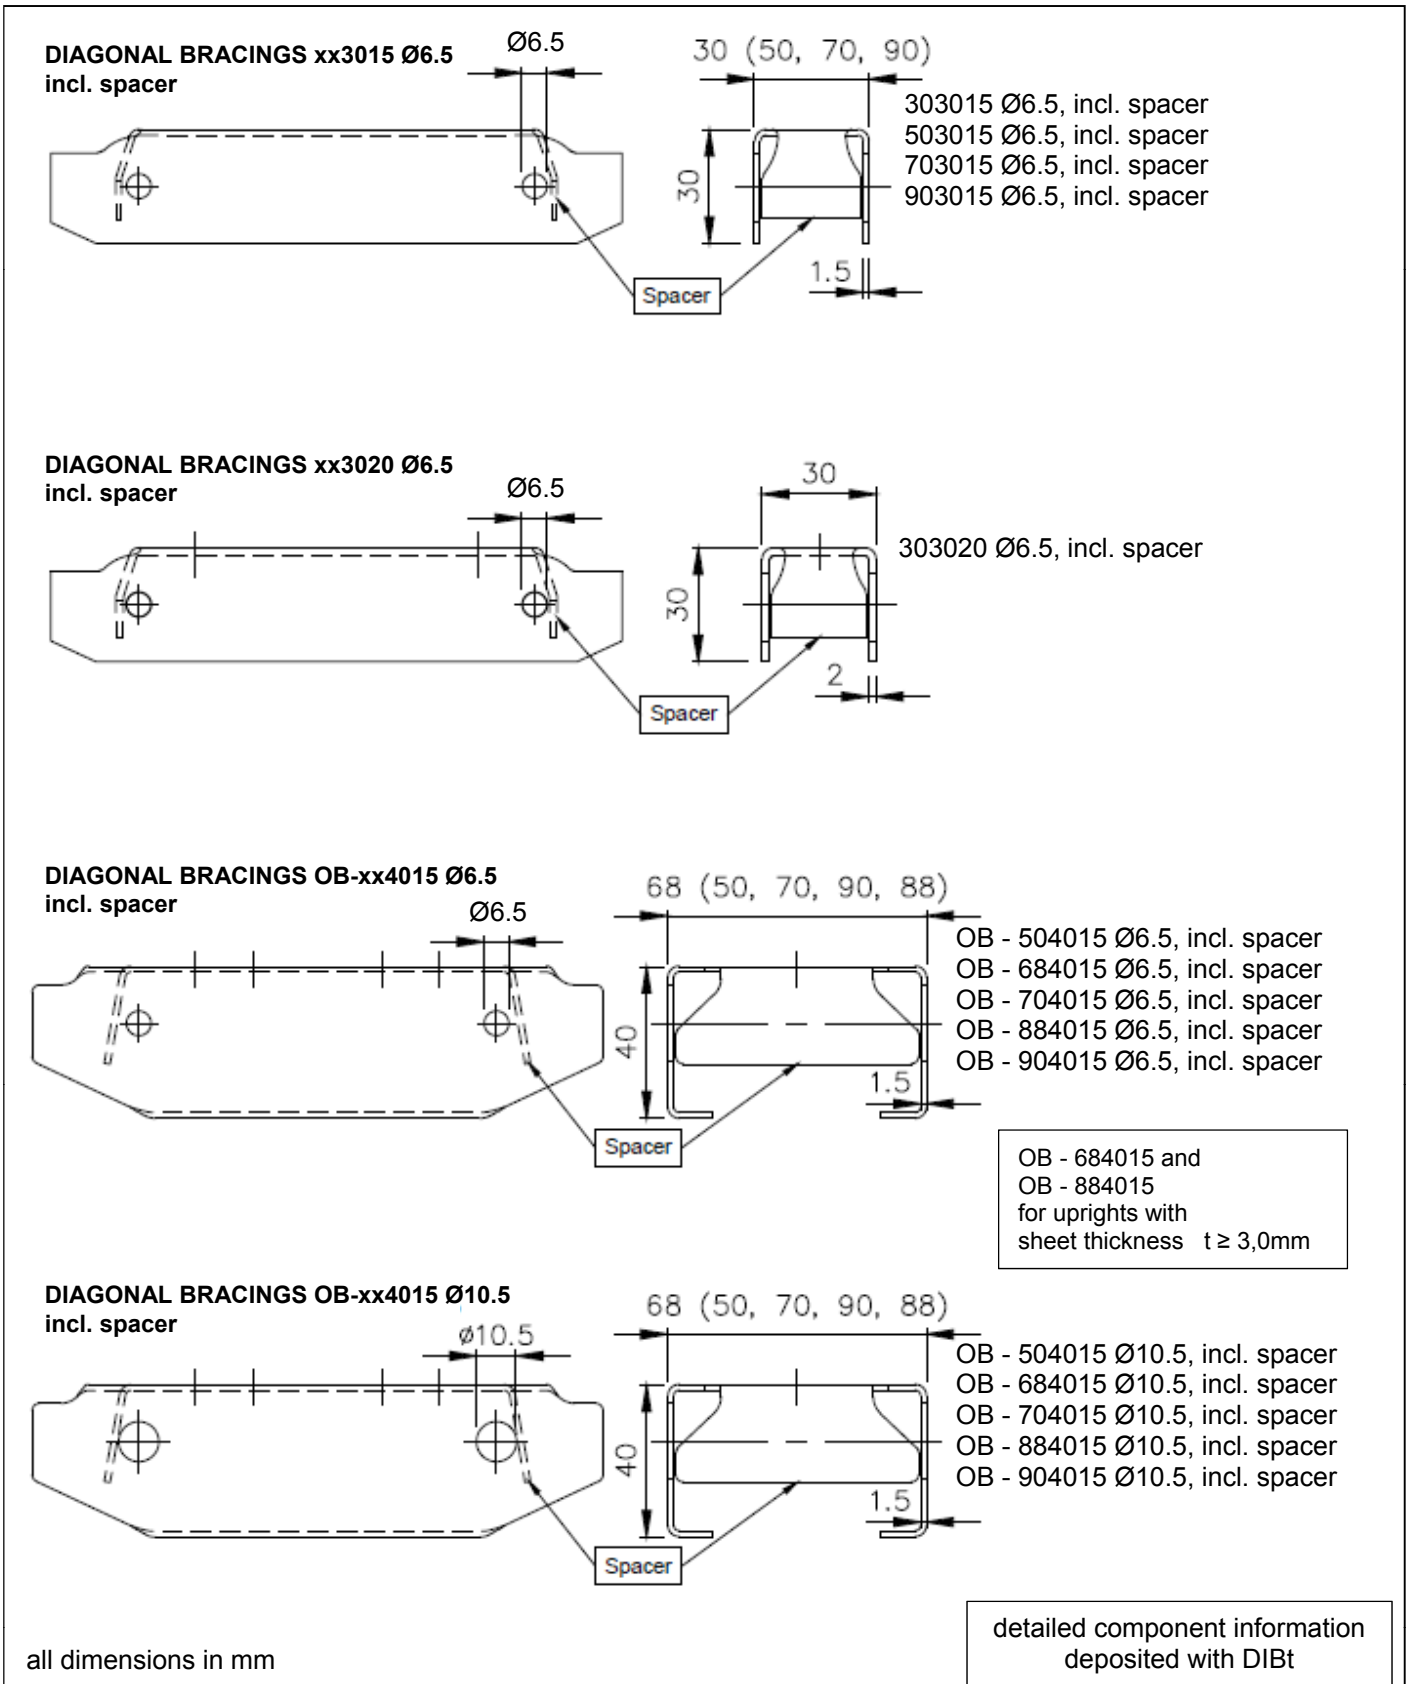 DIAGONAL BRACINGS xx3015 Ø6.5
incl. spacer
Ø6.5
30 (50, 70, 90)
303015 Ø6.5, incl. spacer
503015 Ø6.5, incl. spacer
703015 Ø6.5, incl. spacer
903015 Ø6.5, incl. spacer
30
1.5
Spacer
DIAGONAL BRACINGS xx3020 Ø6.5
incl. spacer
Ø6.5
30
303020 Ø6.5, incl. spacer
30
2
Spacer
DIAGONAL BRACINGS OB-xx4015 Ø6.5
incl. spacer
Ø6.5
68 (50, 70, 90, 88)
OB - 504015 Ø6.5, incl. spacer
OB - 684015 Ø6.5, incl. spacer
OB - 704015 Ø6.5, incl. spacer
OB - 884015 Ø6.5, incl. spacer
OB - 904015 Ø6.5, incl. spacer
40
1.5
Spacer
OB - 684015 and
OB - 884015
for uprights with
sheet thickness t ≥ 3,0mm
DIAGONAL BRACINGS OB-xx4015 Ø10.5
incl. spacer
ø10.5
68 (50, 70, 90, 88)
OB - 504015 Ø10.5, incl. spacer
OB - 684015 Ø10.5, incl. spacer
OB - 704015 Ø10.5, incl. spacer
OB - 884015 Ø10.5, incl. spacer
OB - 904015 Ø10.5, incl. spacer
40
1.5
Spacer
all dimensions in mm
detailed component information
deposited with DIBt